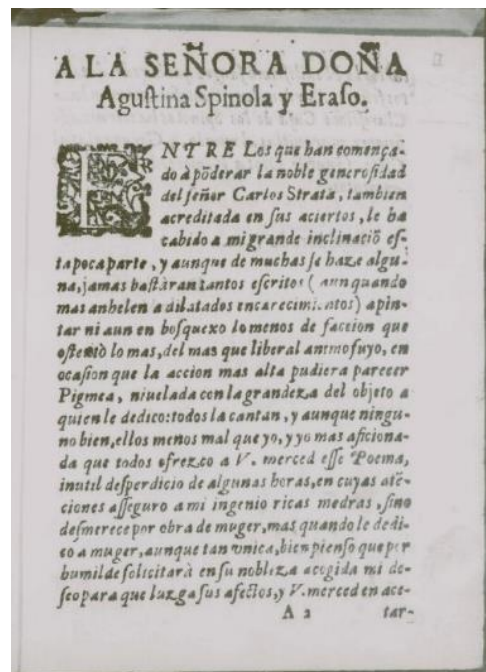 A LA SEÑORA DOÑA
Aguſtina Spinola y Eraſo.
ENTRE Los que han comença-
do à põderar la noble generoſidad
del ſeñor Carlos Strata, tambien
acreditada en ſus aciertos, le ha
cabido a mi grande inclinaciõ eſ-
ta poca parte, y aunque de muchas ſe haze algu-
na, jamas baſtàran tantos eſcritos (aun quando
mas anhelen a dilatados encarecimientos) a pin-
tar ni aun en boſquexo lo menos de faccion que
oſtentò lo mas, del mas que liberal animo ſuyo, en
ocaſion que la accion mas alta pudiera parecer
Pigmea, niuelada con la grandeza del objeto a
quien le dedico: todos la cantan, y aunque ningu-
no bien, ellos menos mal que yo, y yo mas aficiona-
da que todos ofrezco a V. merced eſſe Poema,
inutil deſperdicio de algunas horas, en cuyas atẽ-
ciones aſſeguro a mi ingenio ricas medras, ſino
deſmerece por obra de muger, mas quando le dedi-
co a muger, aunque tan vnica, bien pienſo que por
humilde ſolicitarà en ſu nobleza acogida mi de-
ſeo para que luzga ſus afectos, y V. merced en ace-
A 2 tar-